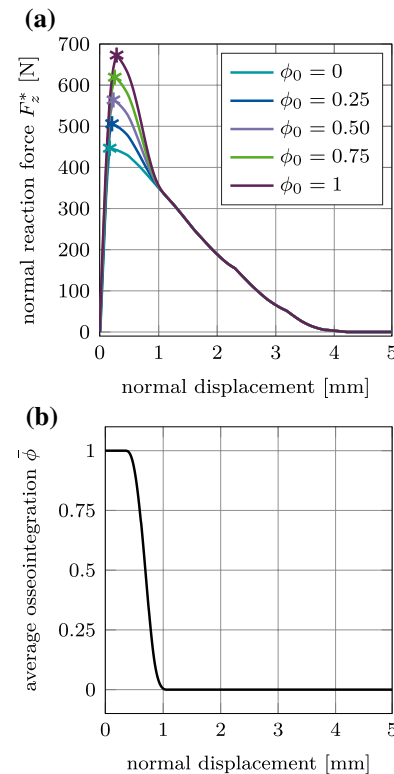 (a)
normal reaction force F_z^* [N]
700
600
500
400
300
200
100
0
ϕ₀ = 0
ϕ₀ = 0.25
ϕ₀ = 0.50
ϕ₀ = 0.75
ϕ₀ = 1
0 1 2 3 4 5
normal displacement [mm]
(b)
average osseointegration ϕ̄
1
0.75
0.5
0.25
0
0 1 2 3 4 5
normal displacement [mm]